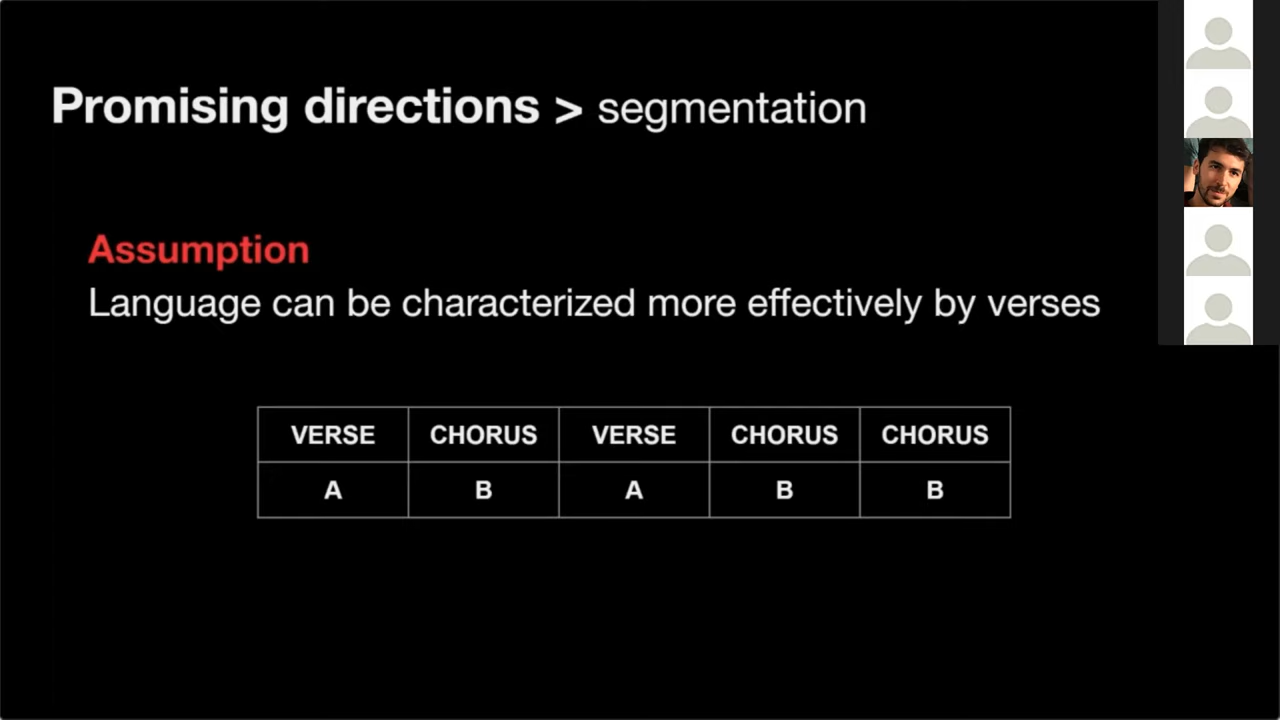 Promising directions > segmentation
Assumption
Language can be characterized more effectively by verses
VERSE CHORUS VERSE CHORUS CHORUS
A B A B B